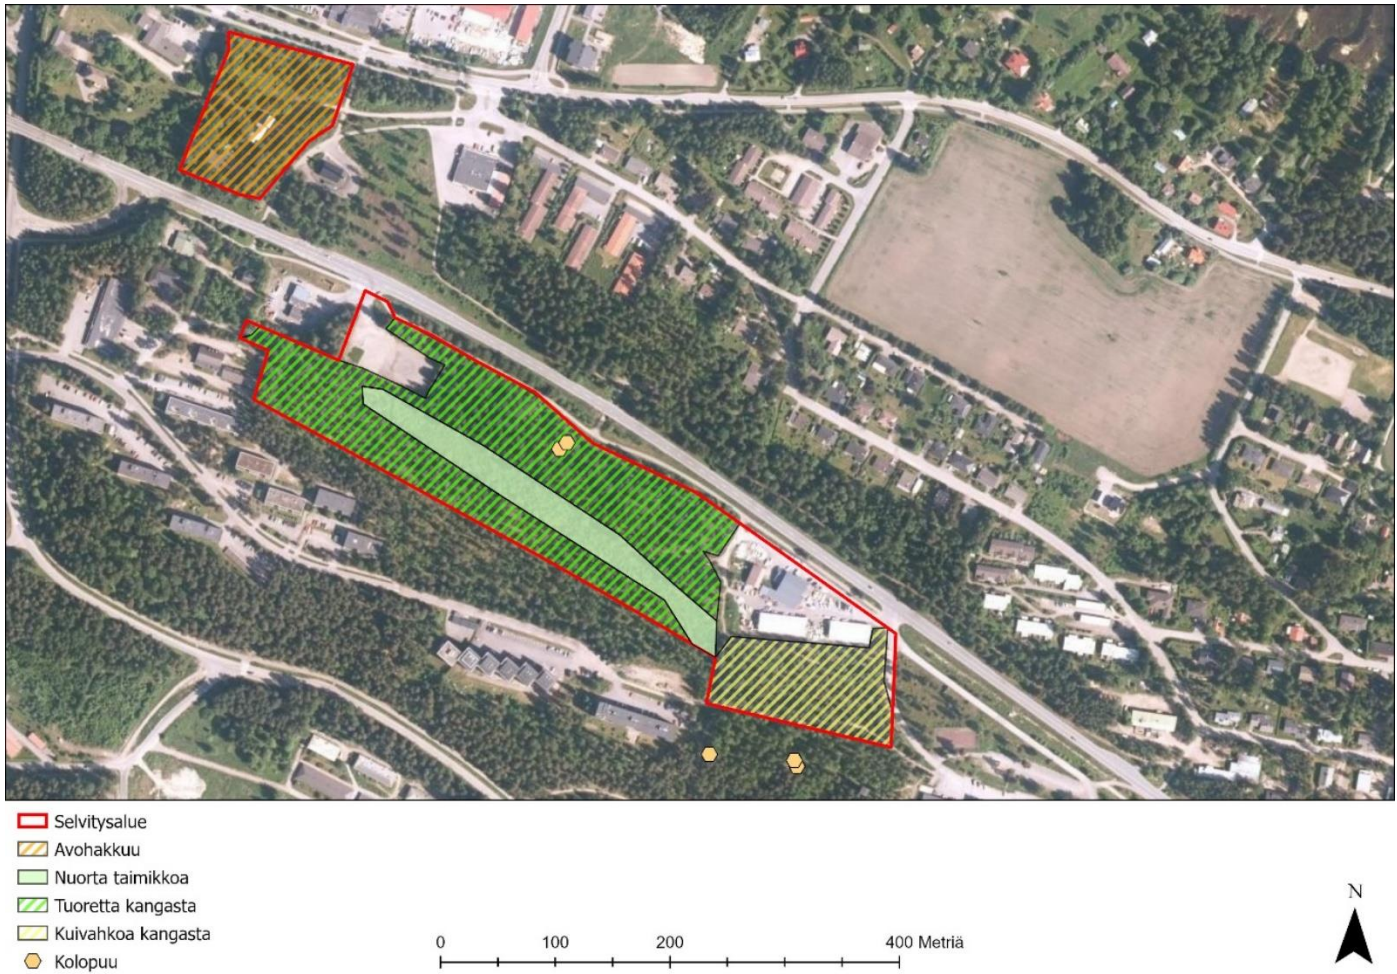 Selvitysalue
Avohakkuu
Nuorta taimikkoa
Tuoretta kangasta
Kuivahkoa kangasta
Kolopuu
0 100 200 400 Metriä
N